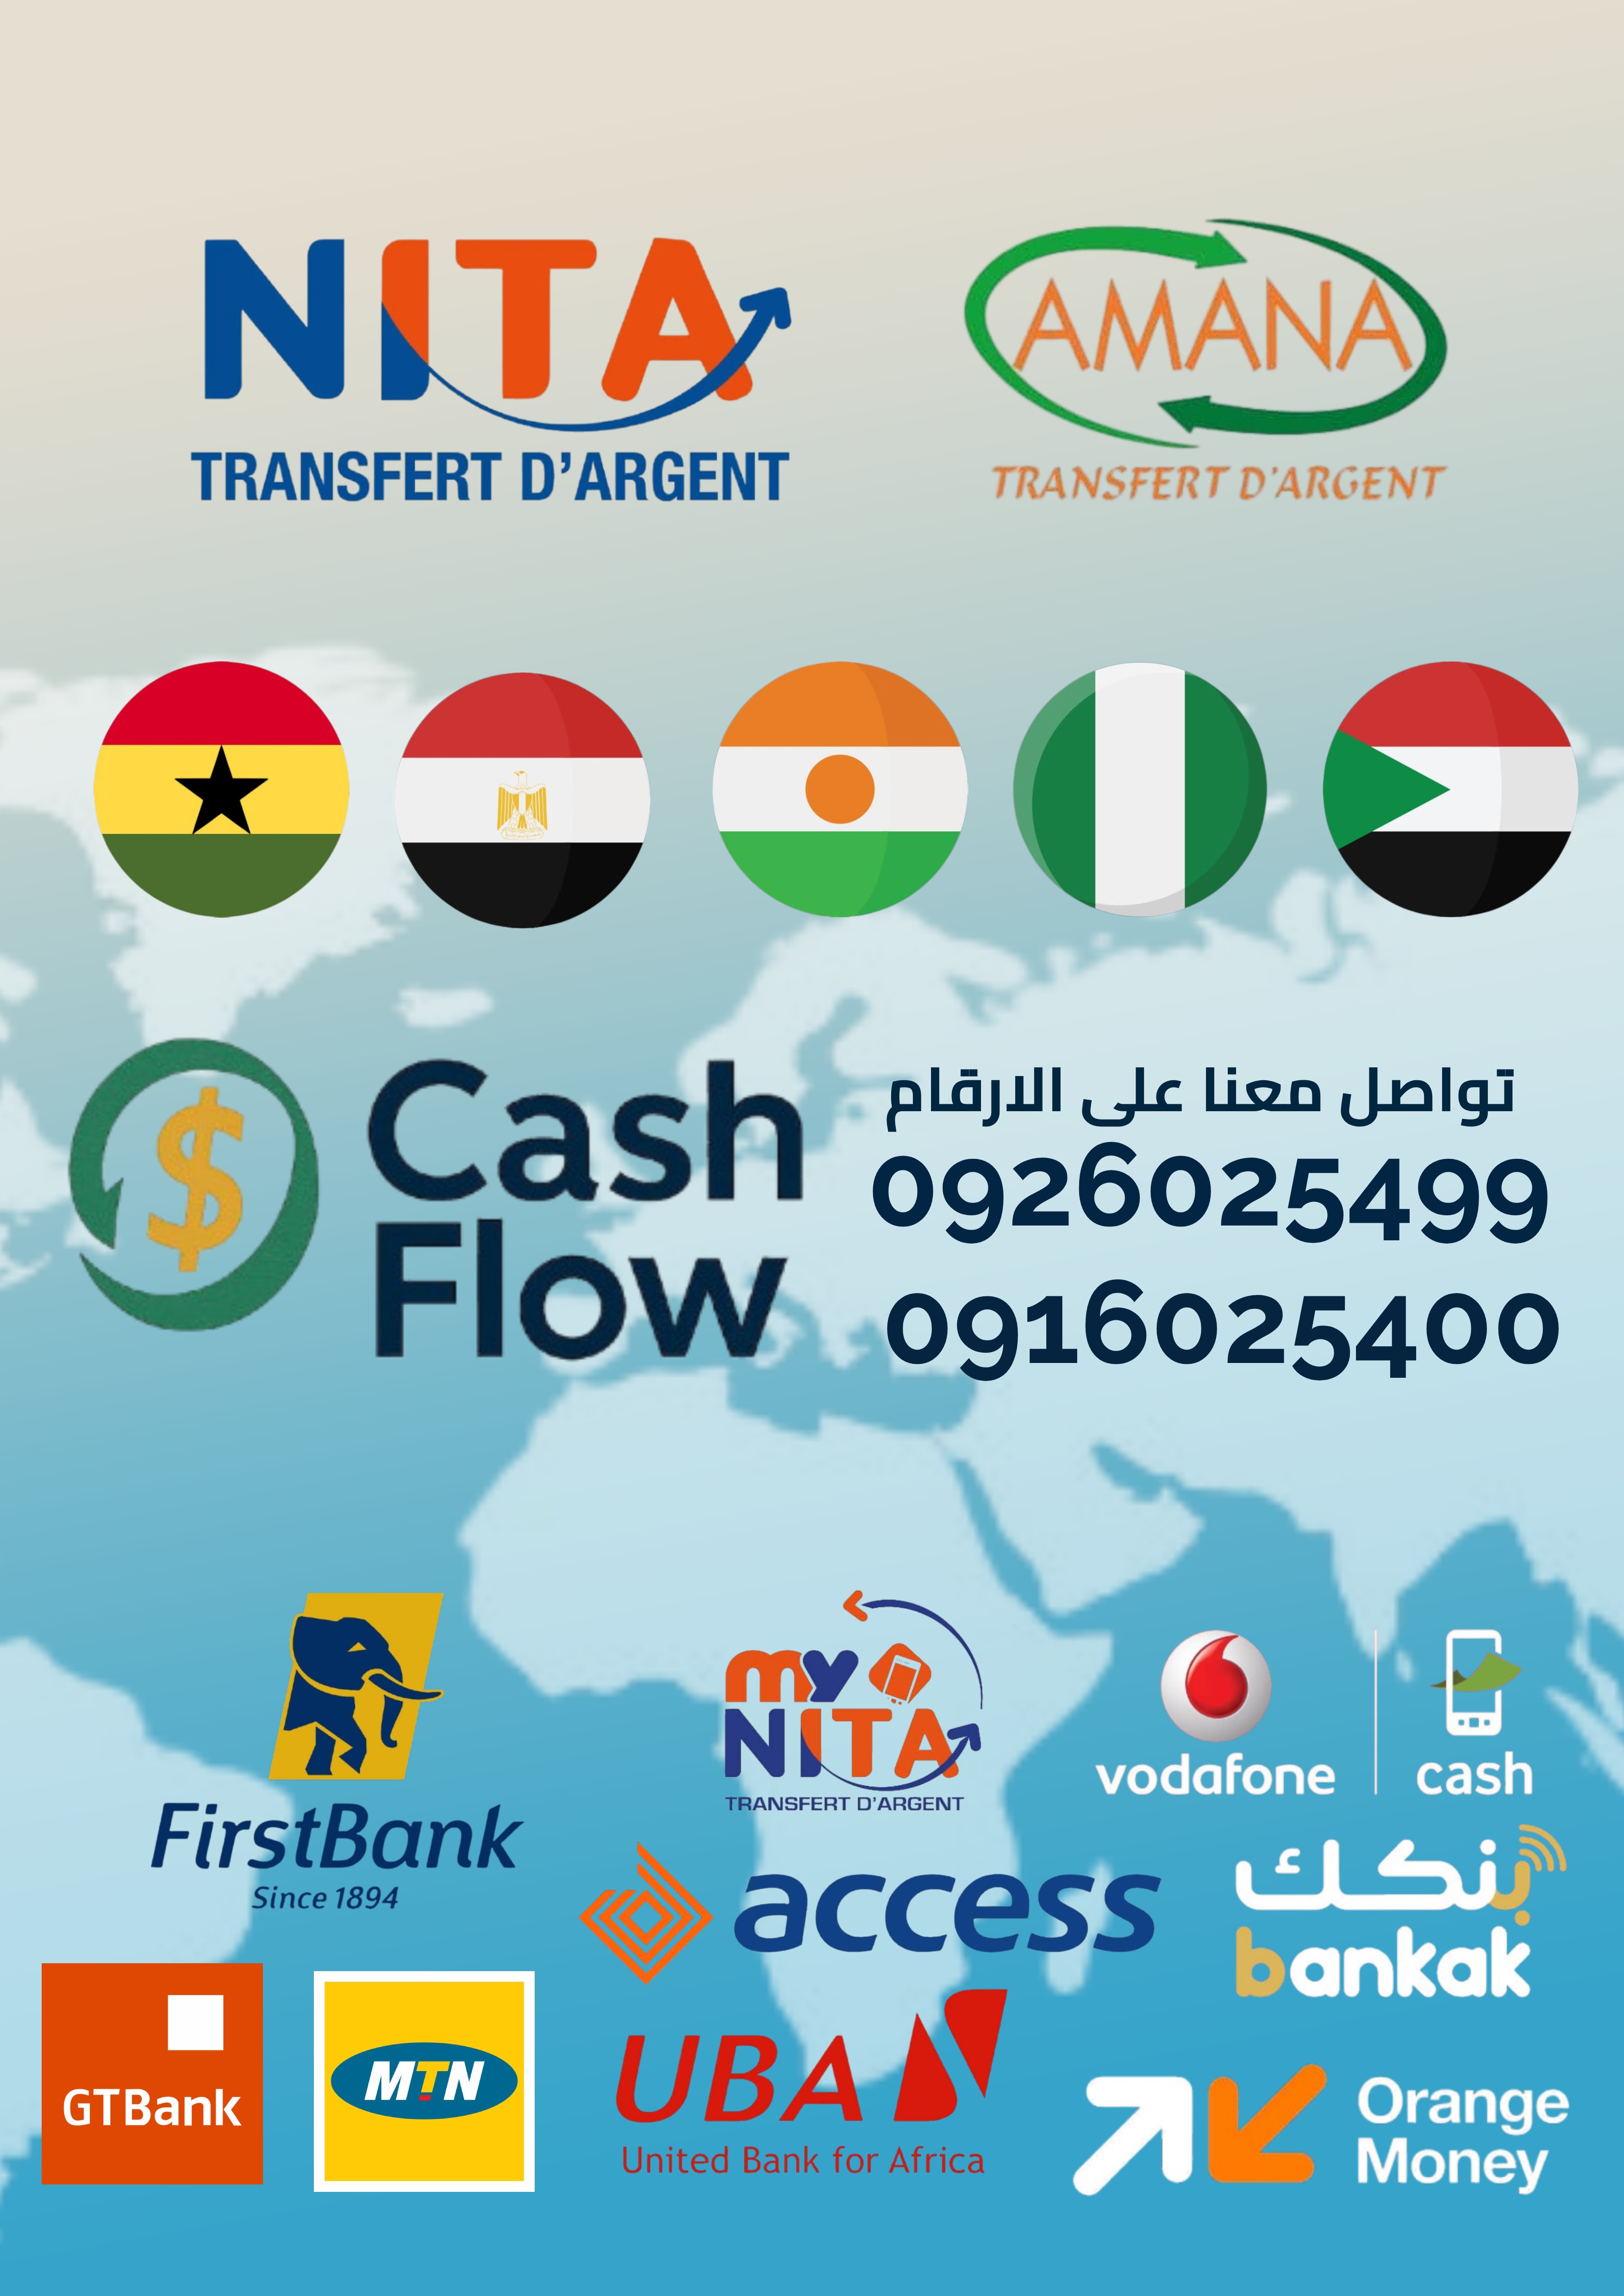 NITA
TRANSFERT D'ARGENT
AMANA
TRANSFERT D'ARGENT
Cash
Flow
تواصل معنا على الارقام
0926025499
0916025400
FirstBank
Since 1894
my
NITA
TRANSFERT D'ARGENT
vodafone
cash
access
بنكك
bankak
GTBank
MTN
UBA
United Bank for Africa
Orange
Money